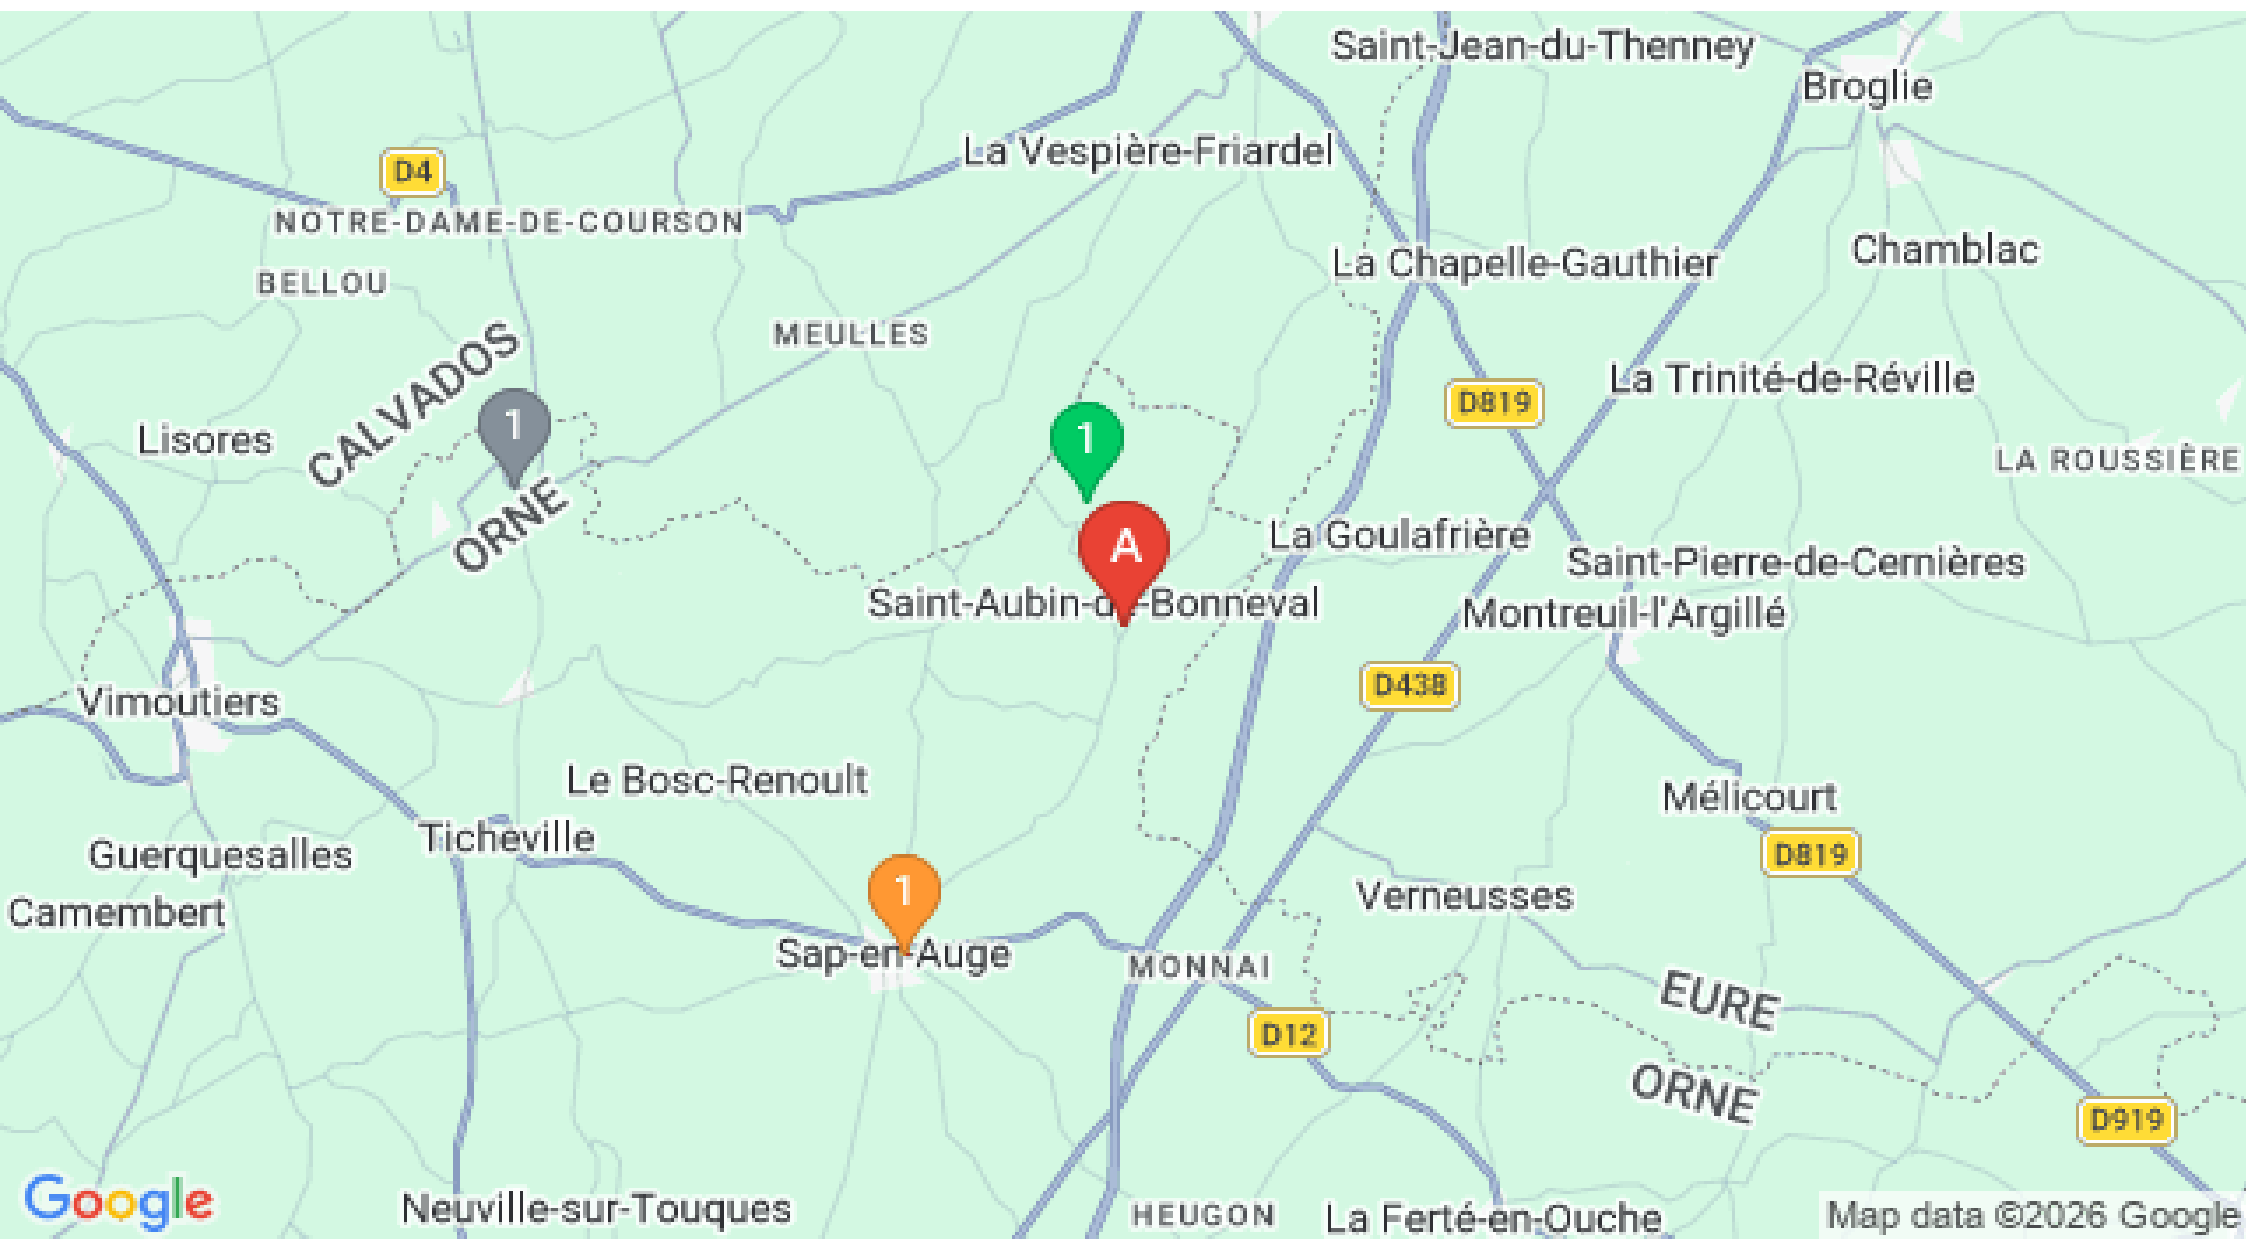 Saint-Jean-du-Thenney
Broglie
La Vespière-Friardel
D4
NOTRE-DAME-DE-COURSON
BELLOU
La Chapelle-Gauthier
Chamblac
MEULLES
CALVADOS
ORNE
Lisores
1
1
D819
La Trinité-de-Réville
LA ROUSSIÈRE
A
La Goulafrière
Saint-Aubin-de-Bonneval
Saint-Pierre-de-Cernières
Montreuil-l'Argillé
D438
Vimoutiers
Le Bosc-Renoult
Mélicourt
Ticheville
Guerquesalles
D819
Camembert
1
Verneusses
Sap-en-Auge
MONNAI
EURE
ORNE
D12
D919
Google
Neuville-sur-Touques
HEUGON
La Ferté-en-Ouche
Map data ©2026 Google